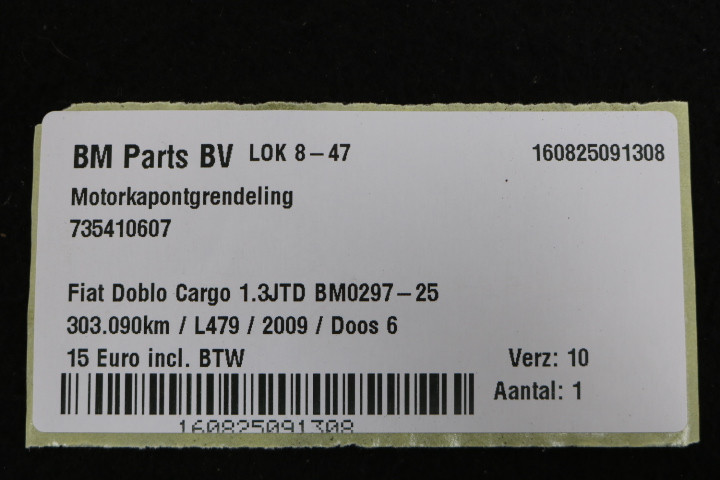 BM Parts BV LOK 8-47 160825091308
Motorkapontgrendeling
735410607
Fiat Doblo Cargo 1.3JTD BM0297-25
303.090km / L479 / 2009 / Doos 6
15 Euro incl. BTW Verz: 10
Aantal: 1
160825091308